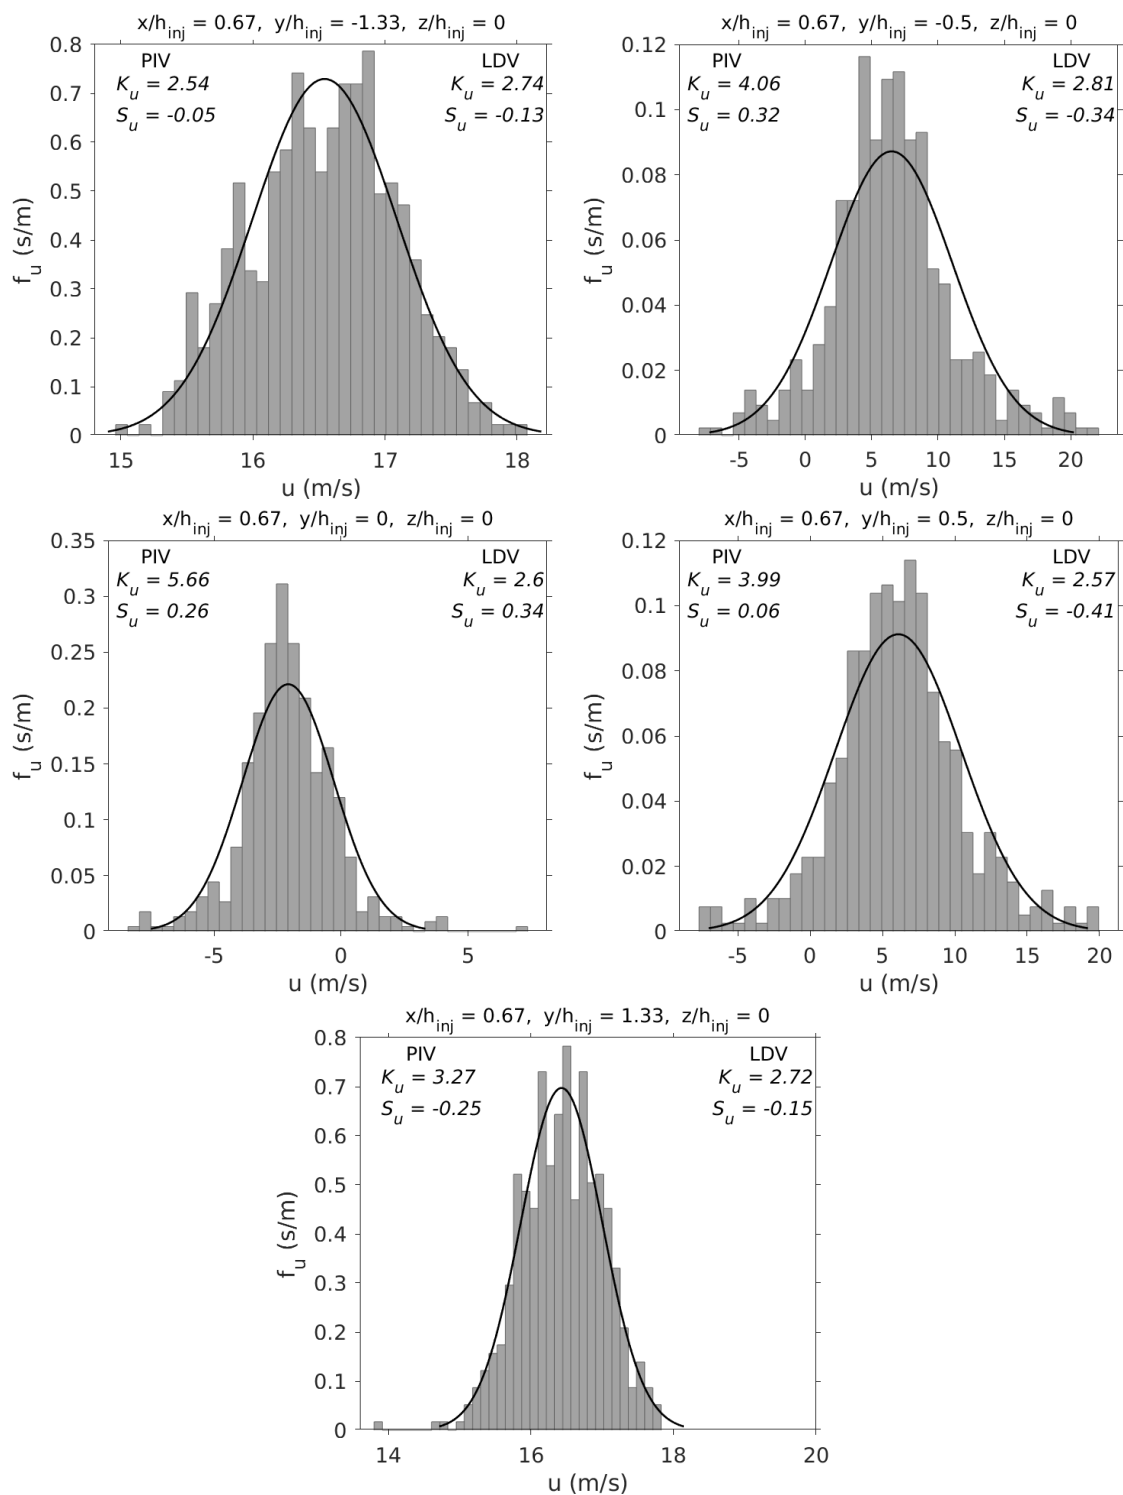 x/h_inj = 0.67, y/h_inj = -1.33, z/h_inj = 0
PIV
K_u = 2.54
S_u = -0.05
LDV
K_u = 2.74
S_u = -0.13
0.8
0.7
0.6
0.5
0.4
0.3
0.2
0.1
0
f_u (s/m)
15 16 17 18
u (m/s)
x/h_inj = 0.67, y/h_inj = -0.5, z/h_inj = 0
PIV
K_u = 4.06
S_u = 0.32
LDV
K_u = 2.81
S_u = -0.34
0.12
0.1
0.08
0.06
0.04
0.02
0
f_u (s/m)
-5 0 5 10 15 20
u (m/s)
x/h_inj = 0.67, y/h_inj = 0, z/h_inj = 0
PIV
K_u = 5.66
S_u = 0.26
LDV
K_u = 2.6
S_u = 0.34
0.35
0.3
0.25
0.2
0.15
0.1
0.05
0
f_u (s/m)
-5 0 5
u (m/s)
x/h_inj = 0.67, y/h_inj = 0.5, z/h_inj = 0
PIV
K_u = 3.99
S_u = 0.06
LDV
K_u = 2.57
S_u = -0.41
0.12
0.1
0.08
0.06
0.04
0.02
0
f_u (s/m)
-5 0 5 10 15 20
u (m/s)
x/h_inj = 0.67, y/h_inj = 1.33, z/h_inj = 0
PIV
K_u = 3.27
S_u = -0.25
LDV
K_u = 2.72
S_u = -0.15
0.8
0.7
0.6
0.5
0.4
0.3
0.2
0.1
0
f_u (s/m)
14 16 18 20
u (m/s)